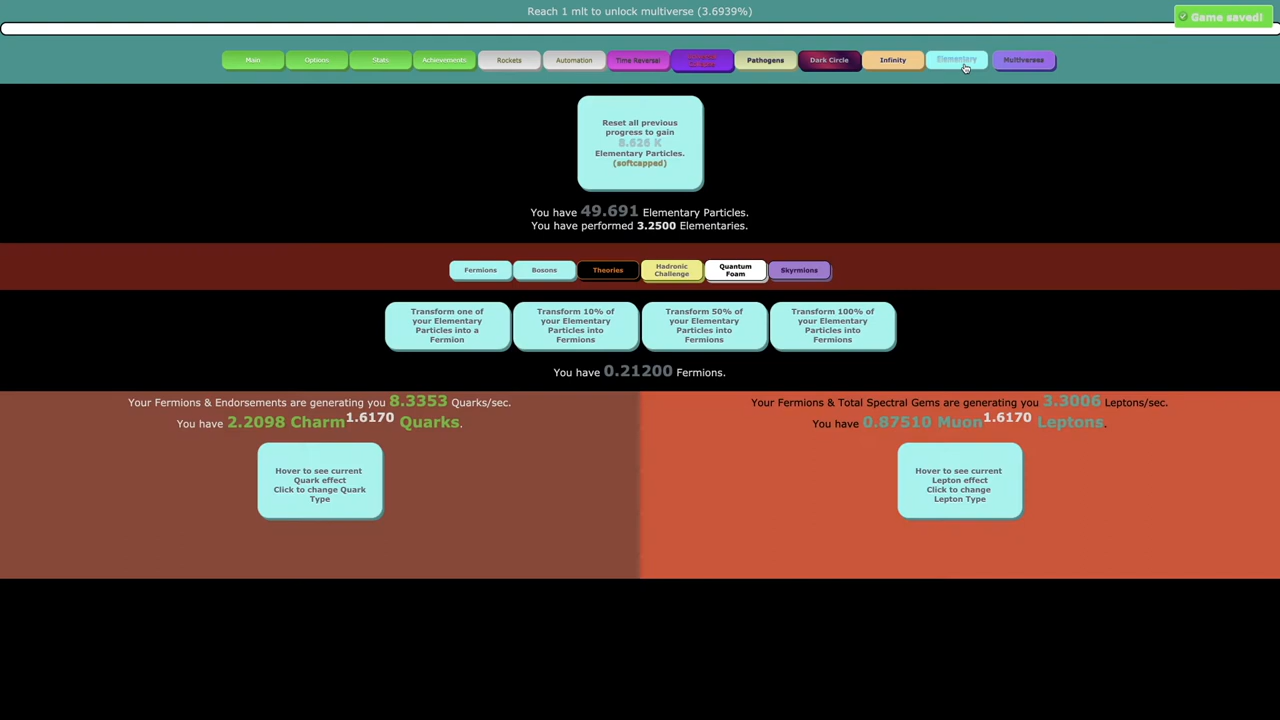 Reach 1 mlt to unlock multiverse (3.6939%)
Game saved!
Main
Options
Stats
Achievements
Rockets
Automation
Time Reversal
Pathogens
Dark Circle
Infinity
Elementary
Multiverses
Reset all previous
progress to gain
8.626 K
Elementary Particles.
(softcapped)
You have 49.691 Elementary Particles.
You have performed 3.2500 Elementaries.
Fermions
Bosons
Theories
Hadronic
Challenge
Quantum
Foam
Skyrmions
Transform one of
your Elementary
Particles into a
Fermion
Transform 10% of
your Elementary
Particles into
Fermions
Transform 50% of
your Elementary
Particles into
Fermions
Transform 100% of
your Elementary
Particles into
Fermions
You have 0.21200 Fermions.
Your Fermions & Endorsements are generating you 8.3353 Quarks/sec.
You have 2.2098 Charm1.6170 Quarks.
Hover to see current
Quark effect
Click to change Quark
Type
Your Fermions & Total Spectral Gems are generating you 3.3006 Leptons/sec.
You have 0.87510 Muon1.6170 Leptons.
Hover to see current
Lepton effect
Click to change
Lepton Type